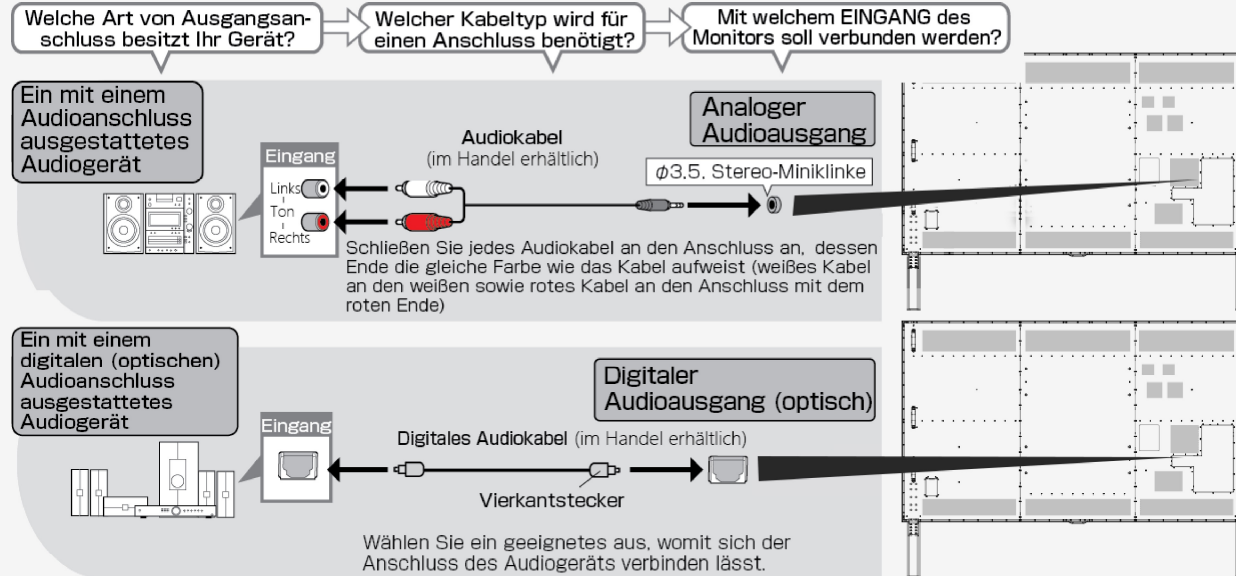 Welche Art von Ausgangsan-
schluss besitzt Ihr Gerät?
Welcher Kabeltyp wird für
einen Anschluss benötigt?
Mit welchem EINGANG des
Monitors soll verbunden werden?
Ein mit einem
Audioanschluss
ausgestattetes
Audiogerät
Eingang
Links
Ton
Rechts
Audiokabel
(im Handel erhältlich)
Analoger
Audioausgang
φ3.5. Stereo-Miniklinke
Schließen Sie jedes Audiokabel an den Anschluss an, dessen
Ende die gleiche Farbe wie das Kabel aufweist (weißes Kabel
an den weißen sowie rotes Kabel an den Anschluss mit dem
roten Ende)
Ein mit einem
digitalen (optischen)
Audioanschluss
ausgestattetes
Audiogerät
Eingang
Digitales Audiokabel (im Handel erhältlich)
Vierkantstecker
Digitaler
Audioausgang (optisch)
Wählen Sie ein geeignetes aus, womit sich der
Anschluss des Audiogeräts verbinden lässt.